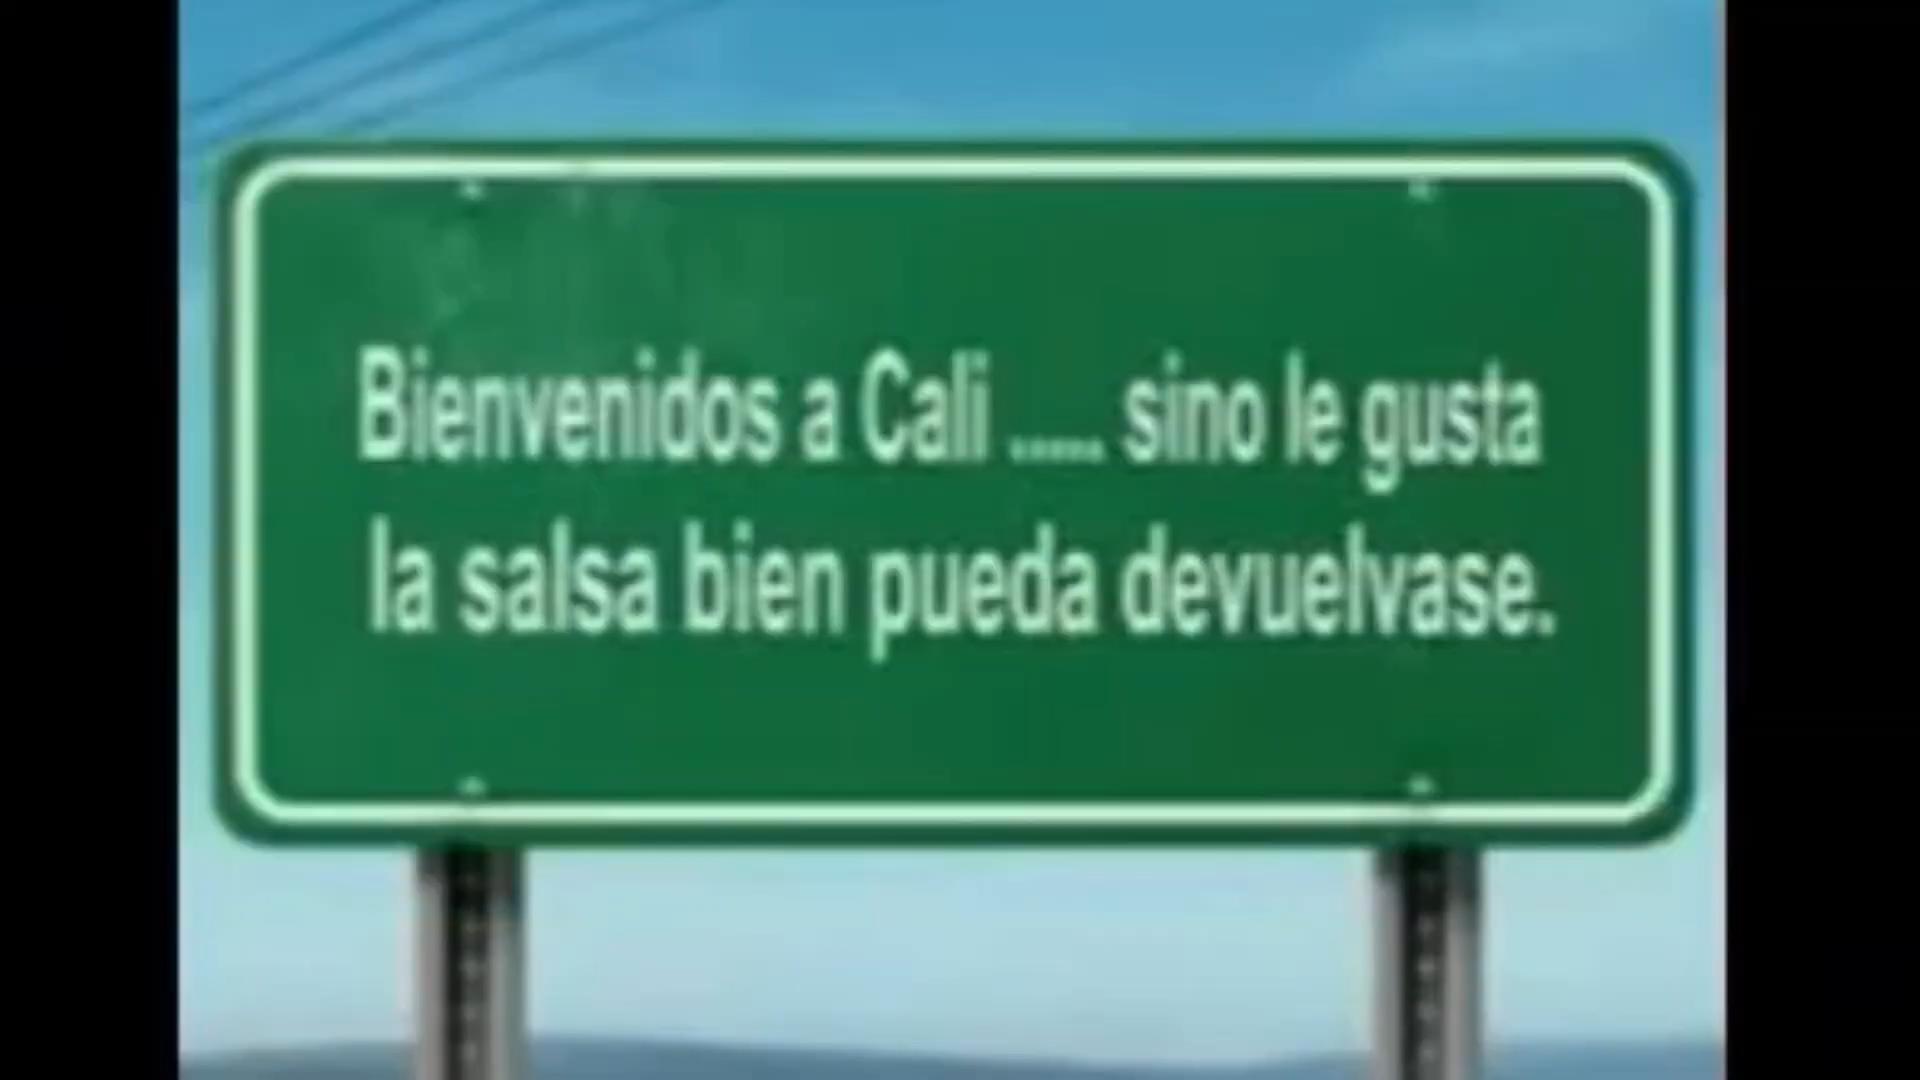 Bienvenidos a Cali ..... sino le gusta
la salsa bien pueda devuelvase.